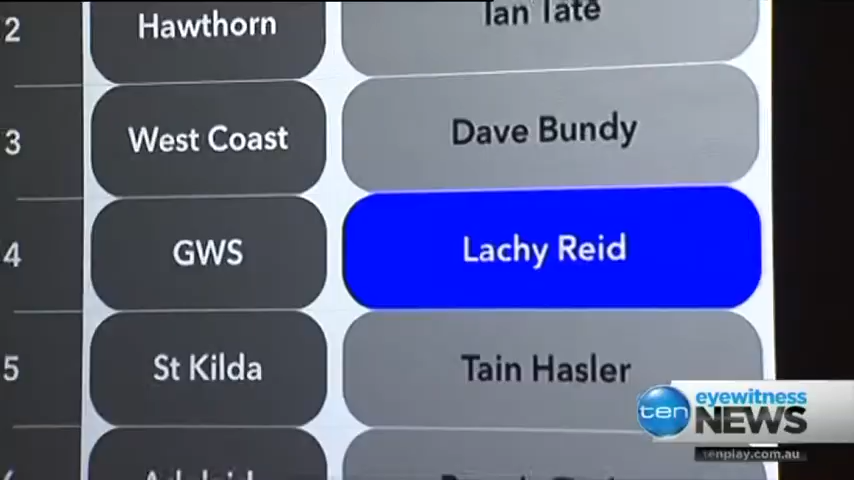 2 Hawthorn Ian Tate
3 West Coast Dave Bundy
4 GWS Lachy Reid
5 St Kilda Tain Hasler
ten eyewitness NEWS
tenplay.com.au